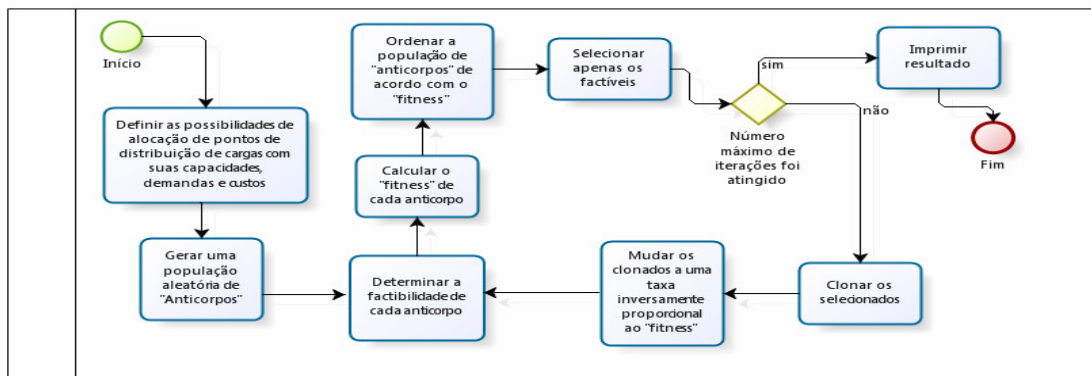 Início
Definir as possibilidades de
alocação de pontos de
distribuição de cargas com
suas capacidades,
demandas e custos
Gerar uma
população
aleatória de
"Anticorpos"
Determinar a
factibilidade de
cada anticorpo
Calcular o
"fitness" de
cada anticorpo
Ordenar a
população de
"anticorpos" de
acordo com o
"fitness"
Selecionar
apenas os
factíveis
Número
máximo de
iterações foi
atingido
sim
Imprimir
resultado
Fim
não
Clonar os
selecionados
Mudar os
clonados a uma
taxa
inversamente
proporcional
ao "fitness"